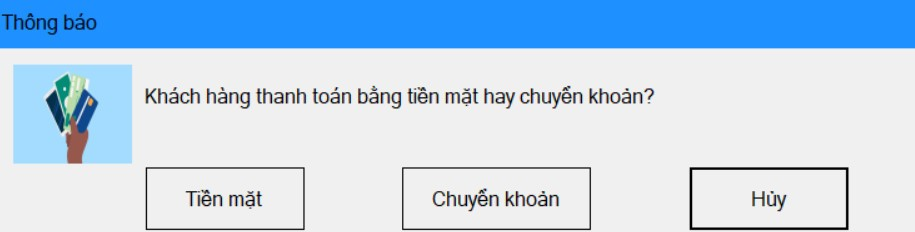 Thông báo
Khách hàng thanh toán bằng tiền mặt hay chuyển khoản?
Tiền mặt
Chuyển khoản
Hủy